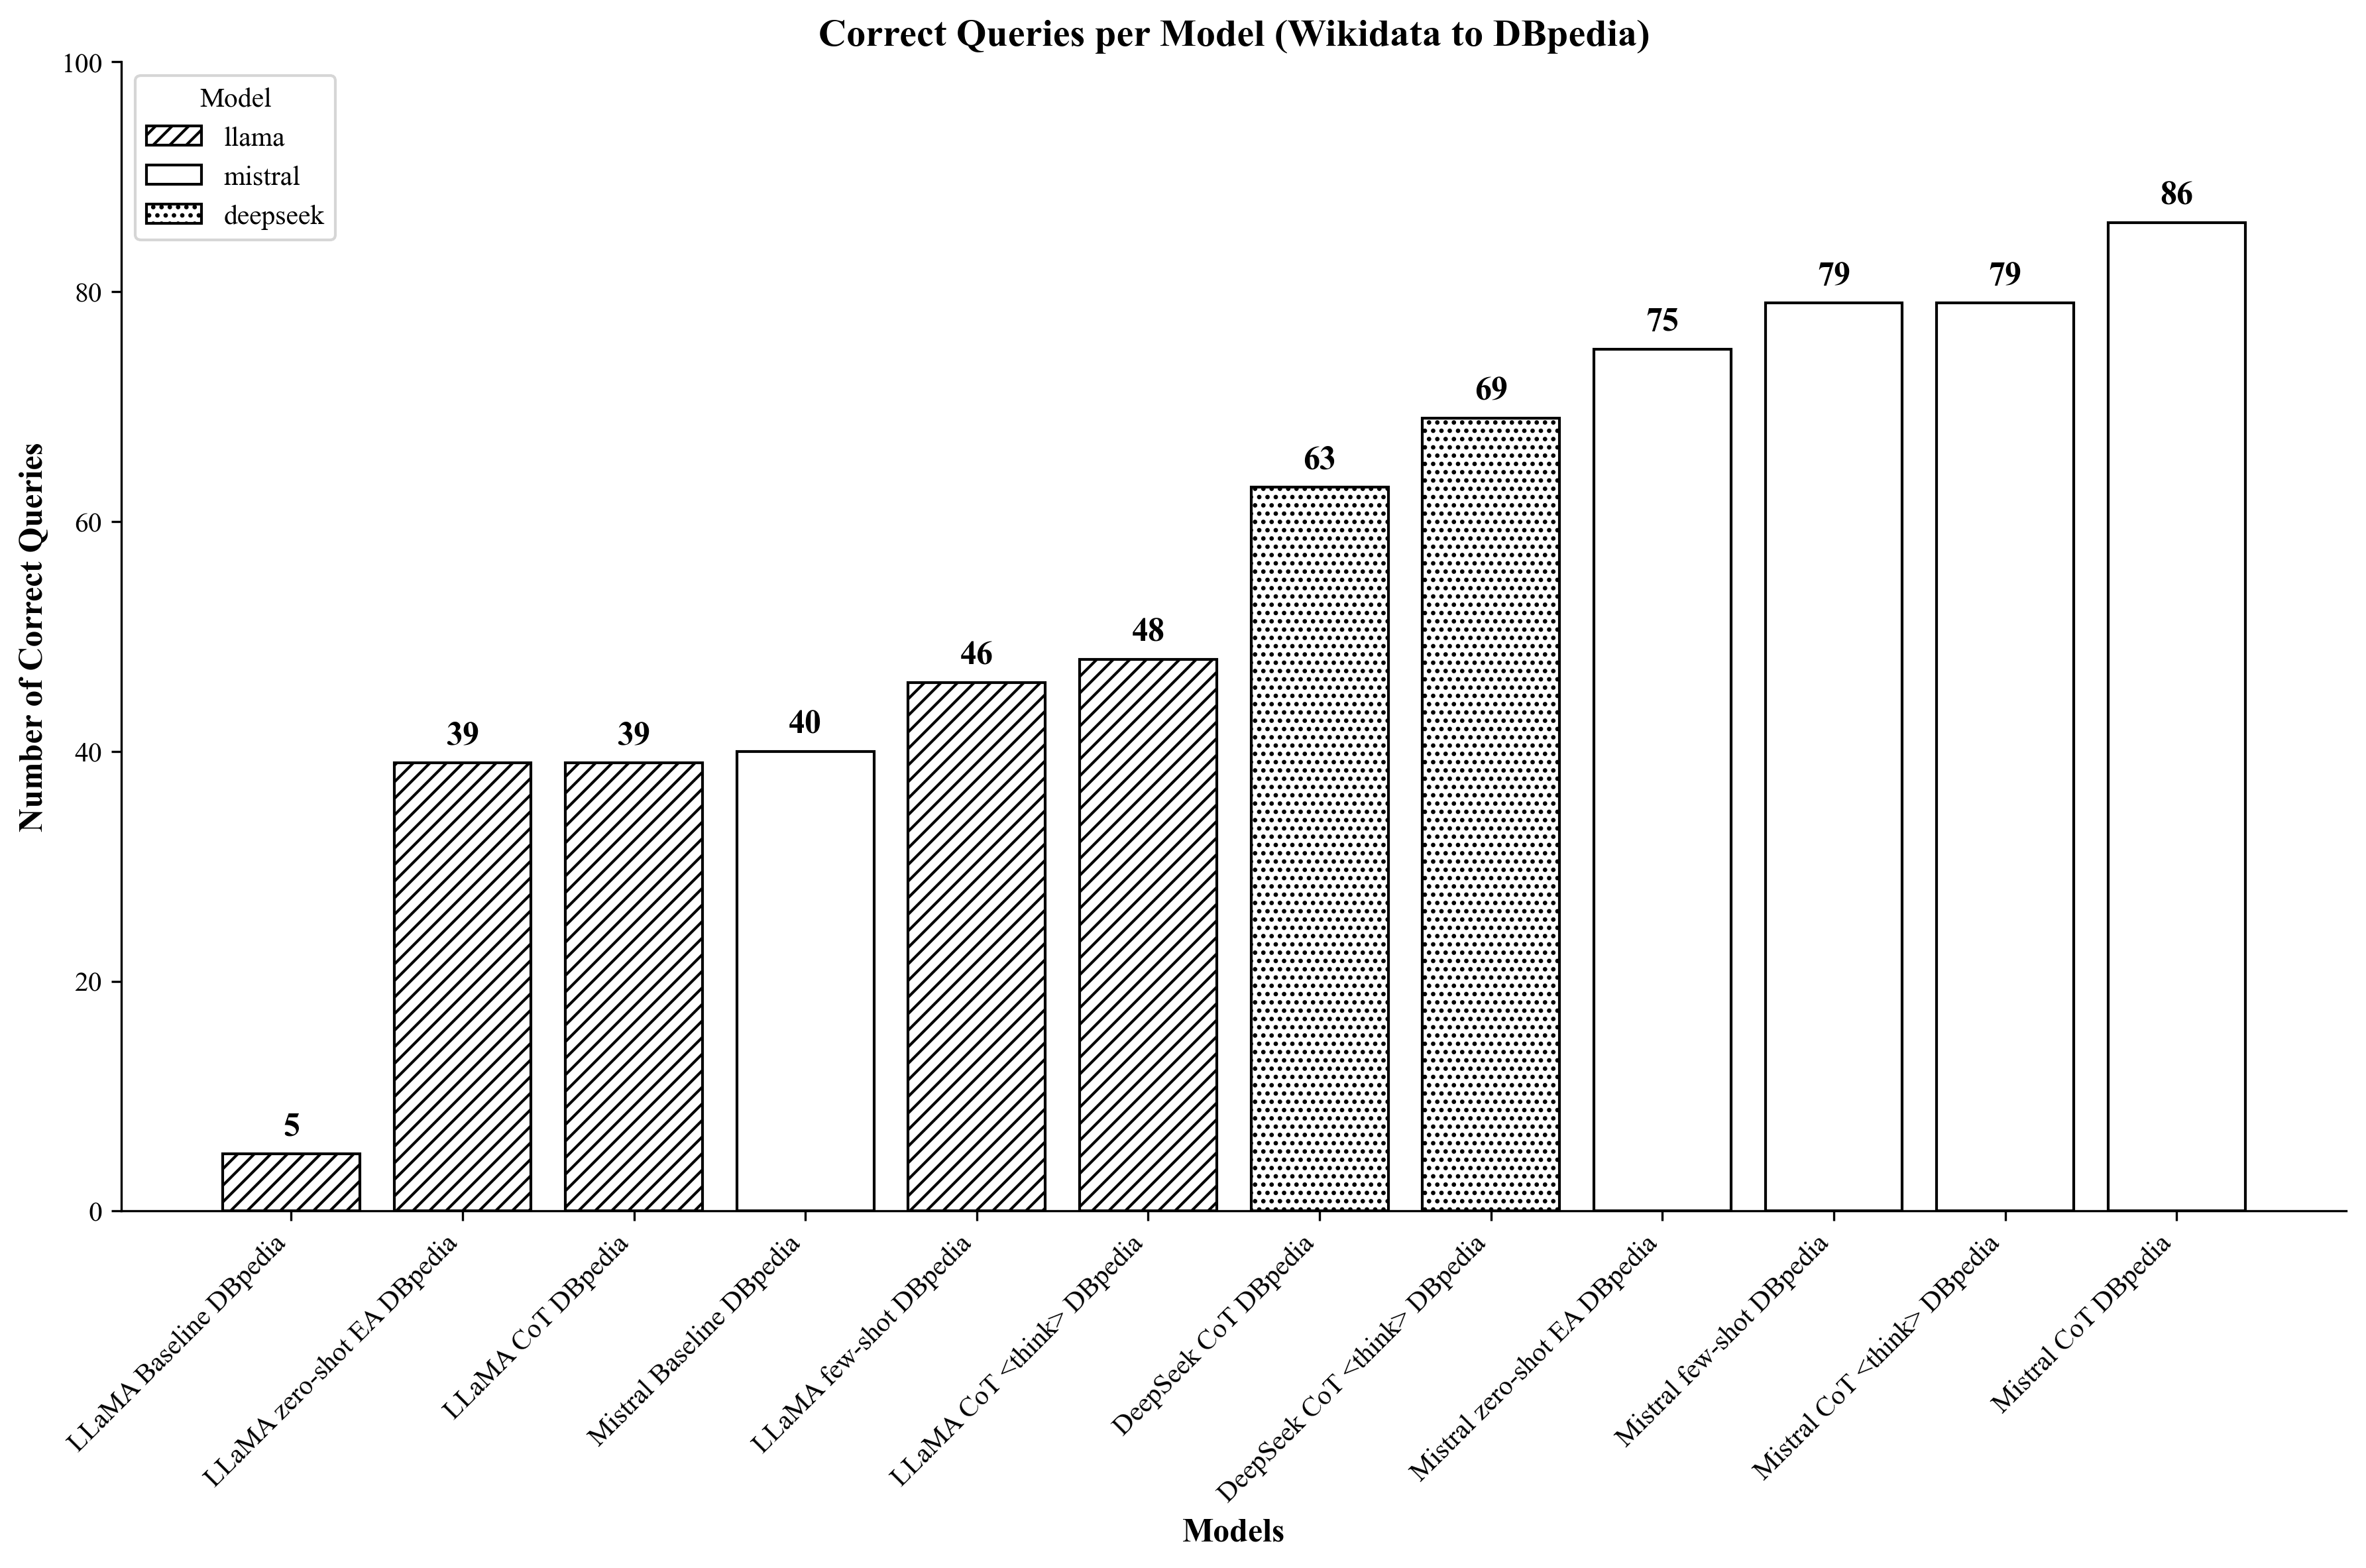 Correct Queries per Model (Wikidata to DBpedia)
Model
llama
mistral
deepseek
Number of Correct Queries
100
80
60
40
20
0
5
39
39
40
46
48
63
69
75
79
79
86
LLaMA Baseline DBpedia
LLaMA zero-shot EA DBpedia
LLaMA CoT DBpedia
Mistral Baseline DBpedia
LLaMA few-shot DBpedia
LLaMA CoT <think> DBpedia
DeepSeek CoT DBpedia
DeepSeek CoT <think> DBpedia
Mistral zero-shot EA DBpedia
Mistral few-shot DBpedia
Mistral CoT <think> DBpedia
Mistral CoT DBpedia
Models